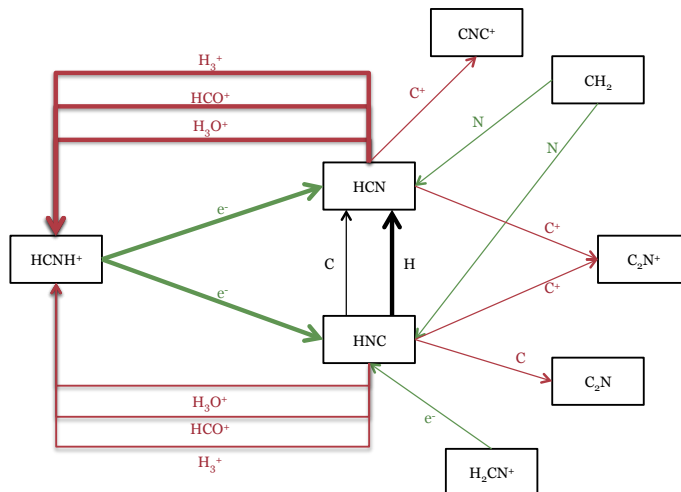 CNC⁺
H₃⁺
CH₂
HCO⁺
C⁺
N
H₃O⁺
N
HCN
e⁻
C⁺
HCNH⁺
C
H
C₂N⁺
C⁺
e⁻
HNC
C
C₂N
H₃O⁺
e⁻
HCO⁺
H₃⁺
H₂CN⁺